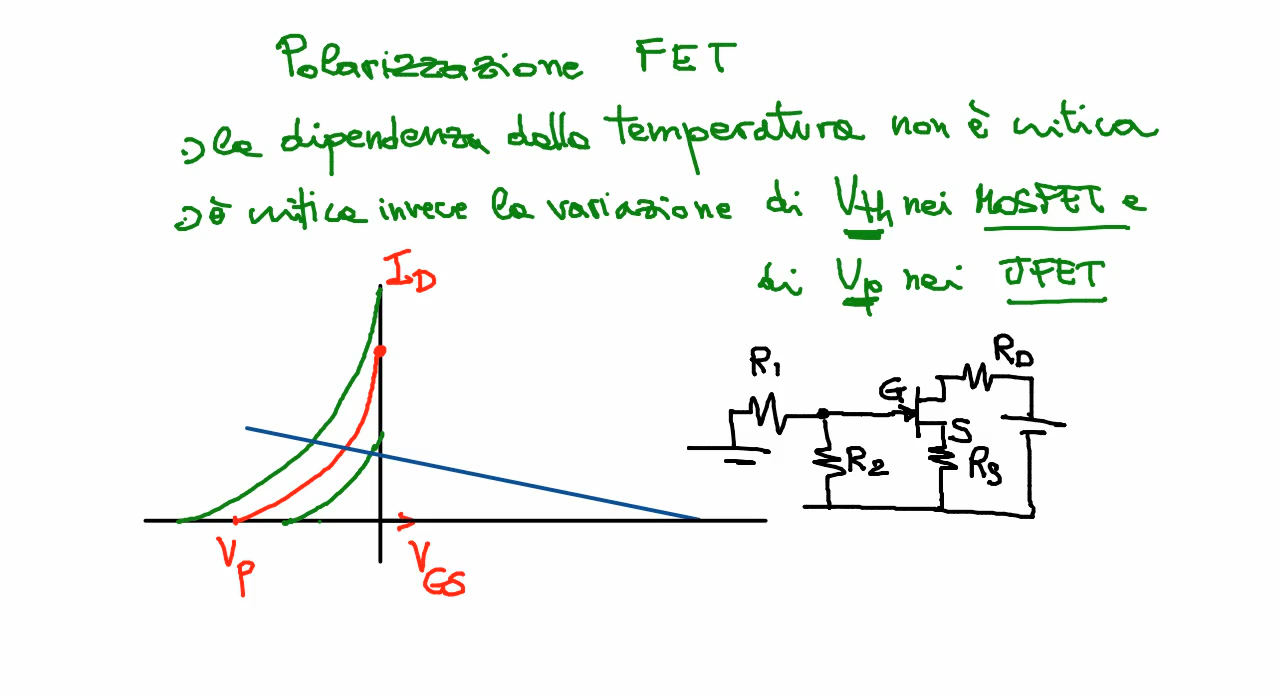 Polarizzazione FET
la dipendenza dalla temperatura non è critica
è critica invece la variazione di Vth nei MOSFET e
di Vp nei JFET
ID
RD
R1
G
S
R2
RS
VP
VGS